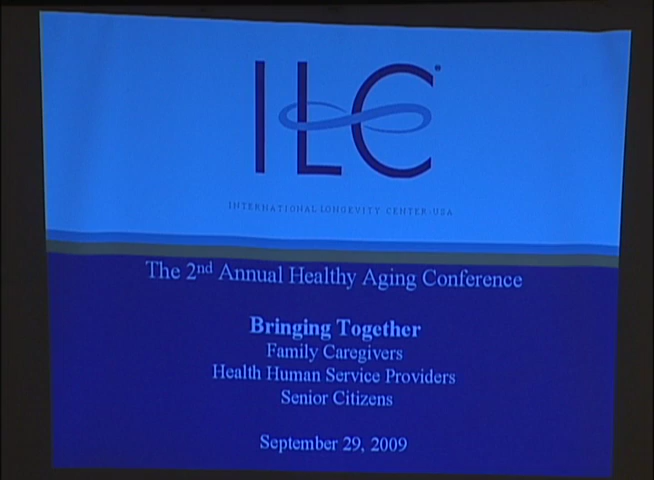 ILC®
INTERNATIONAL LONGEVITY CENTER-USA
The 2nd Annual Healthy Aging Conference
Bringing Together
Family Caregivers
Health Human Service Providers
Senior Citizens
September 29, 2009